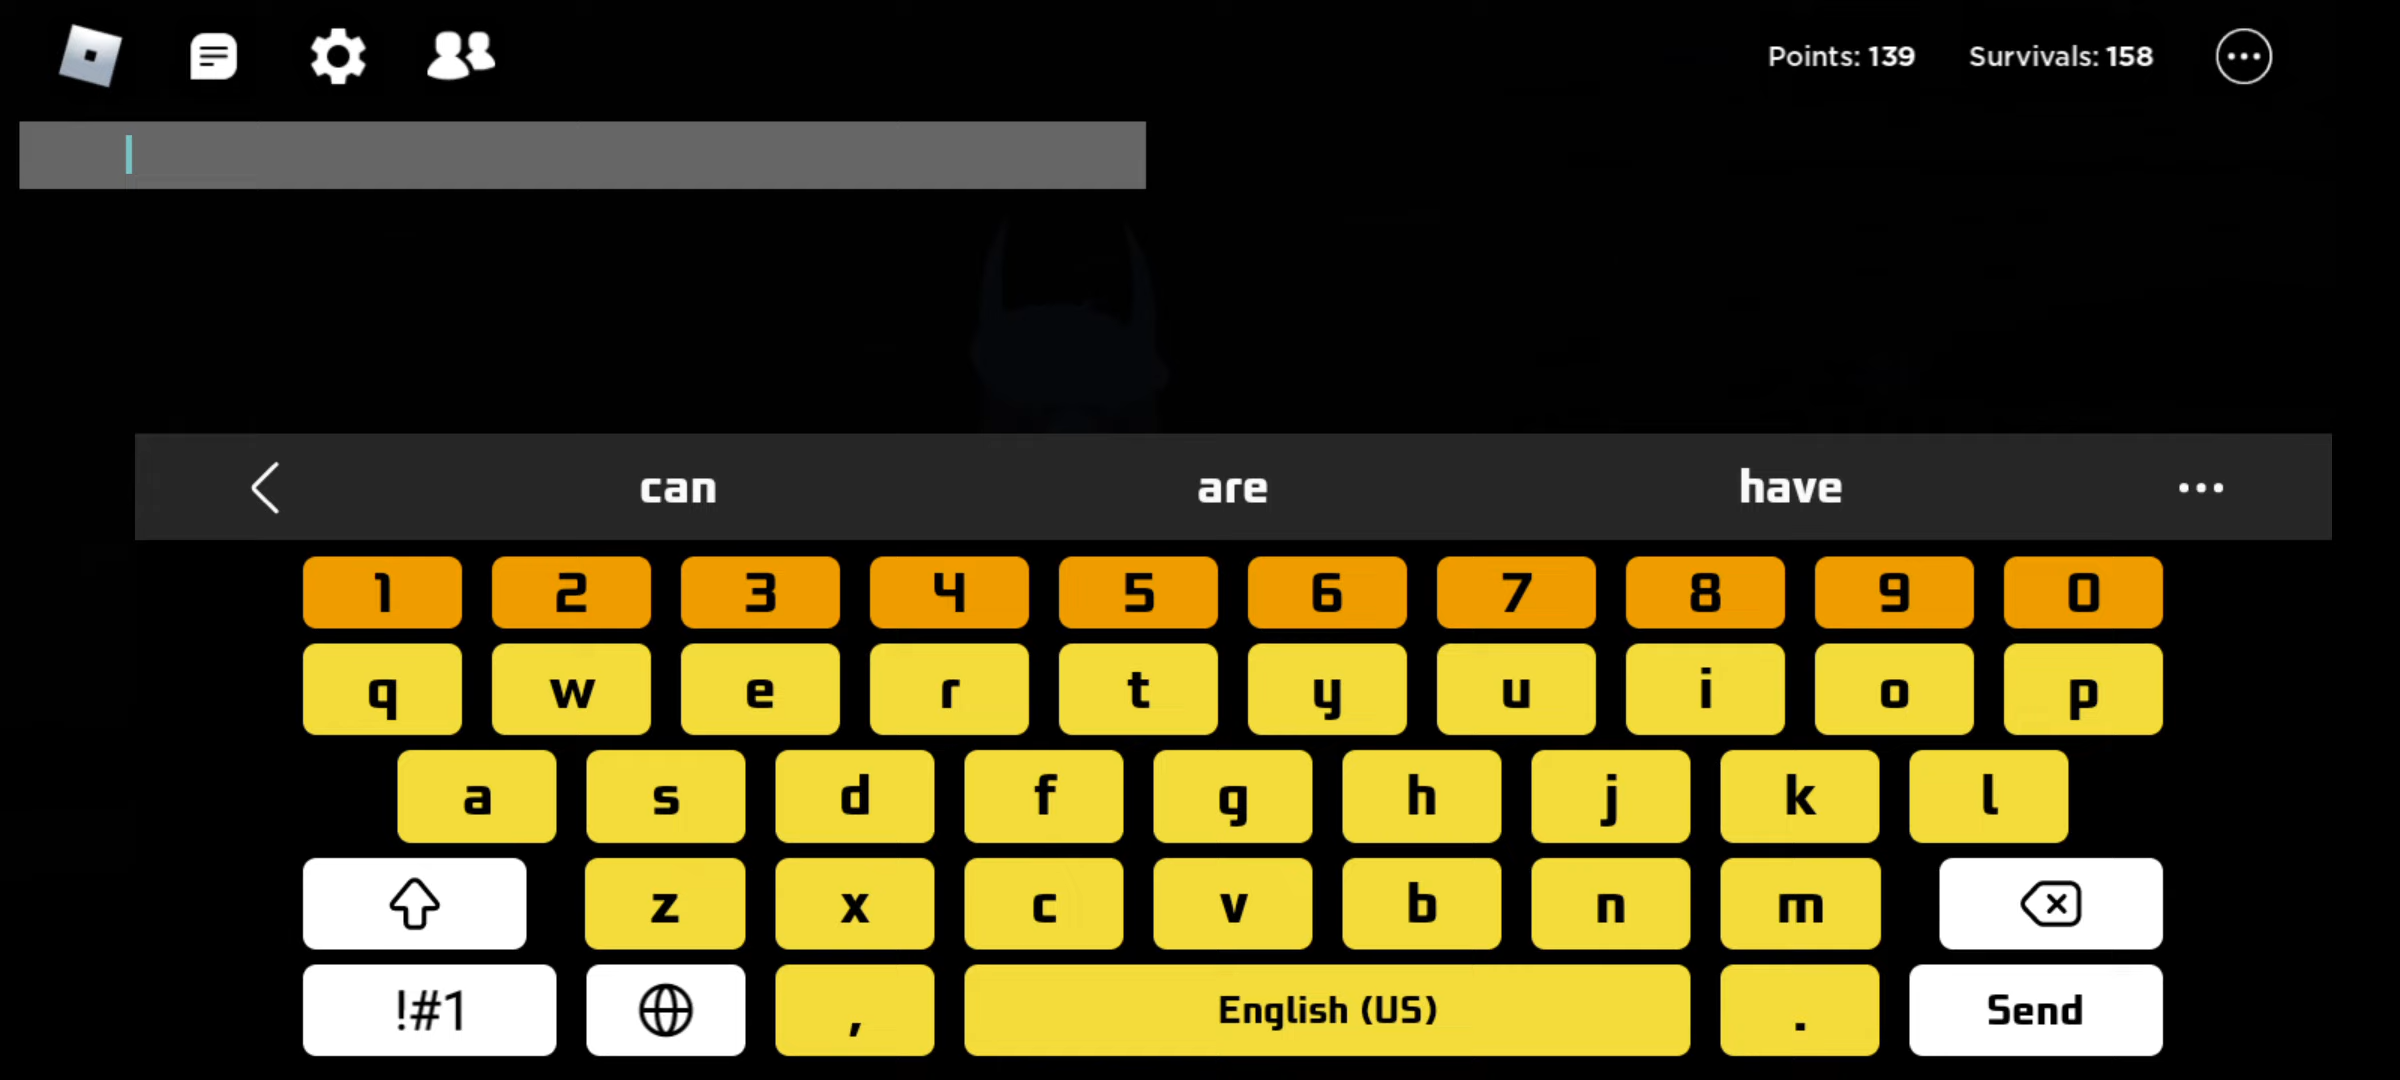 Points: 139 Survivals: 158
can are have
1 2 3 4 5 6 7 8 9 0
q w e r t y u i o p
a s d f g h j k l
z x c v b n m
!#1 , English (US) . Send